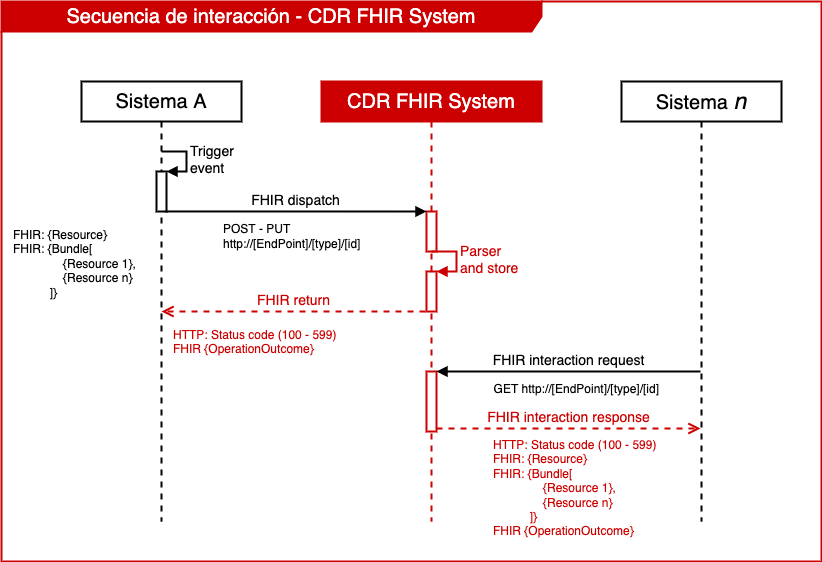 Secuencia de interacción - CDR FHIR System
Sistema A
CDR FHIR System
Sistema n
Trigger
event
FHIR dispatch
POST - PUT
http://[EndPoint]/[type]/[id]
FHIR: {Resource}
FHIR: {Bundle[
{Resource 1},
{Resource n}
]}
Parser
and store
FHIR return
HTTP: Status code (100 - 599)
FHIR {OperationOutcome}
FHIR interaction request
GET http://[EndPoint]/[type]/[id]
FHIR interaction response
HTTP: Status code (100 - 599)
FHIR: {Resource}
FHIR: {Bundle[
{Resource 1},
{Resource n}
]}
FHIR {OperationOutcome}